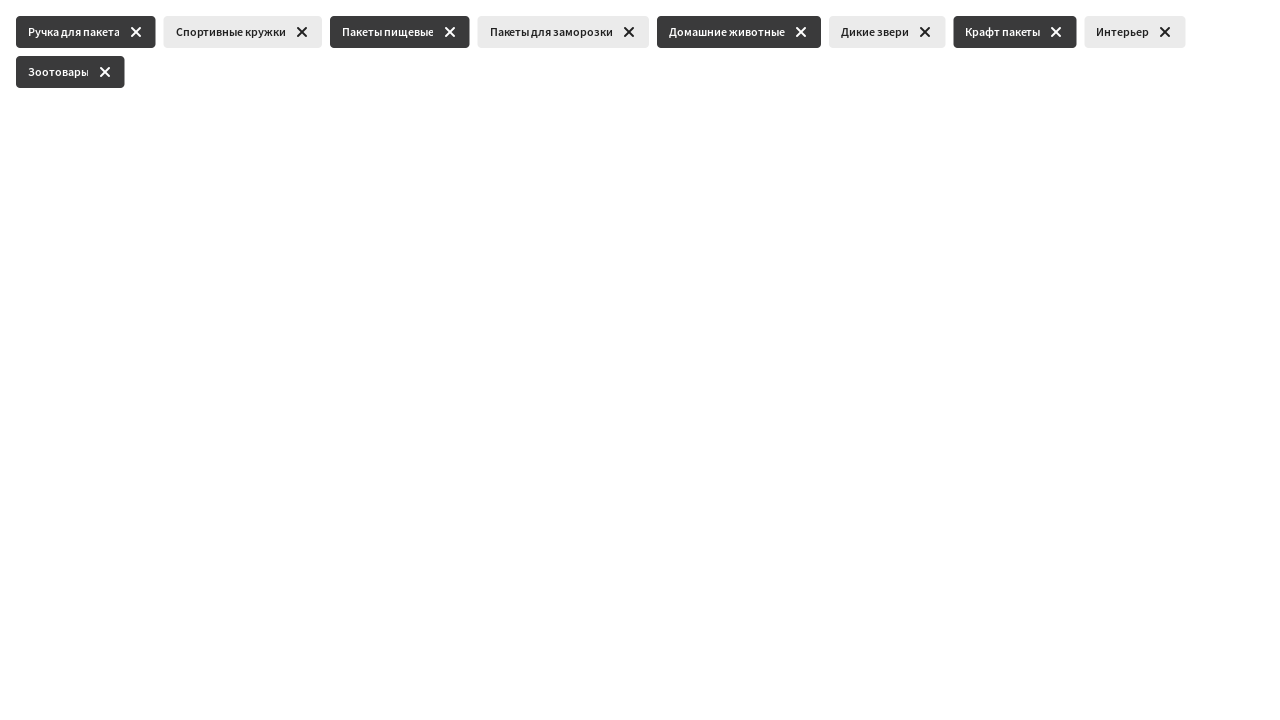 Ручка для пакета Спортивные кружки Пакеты пищевые Пакеты для заморозки Домашние животные Дикие звери Крафт пакеты Интерьер
Зоотовары